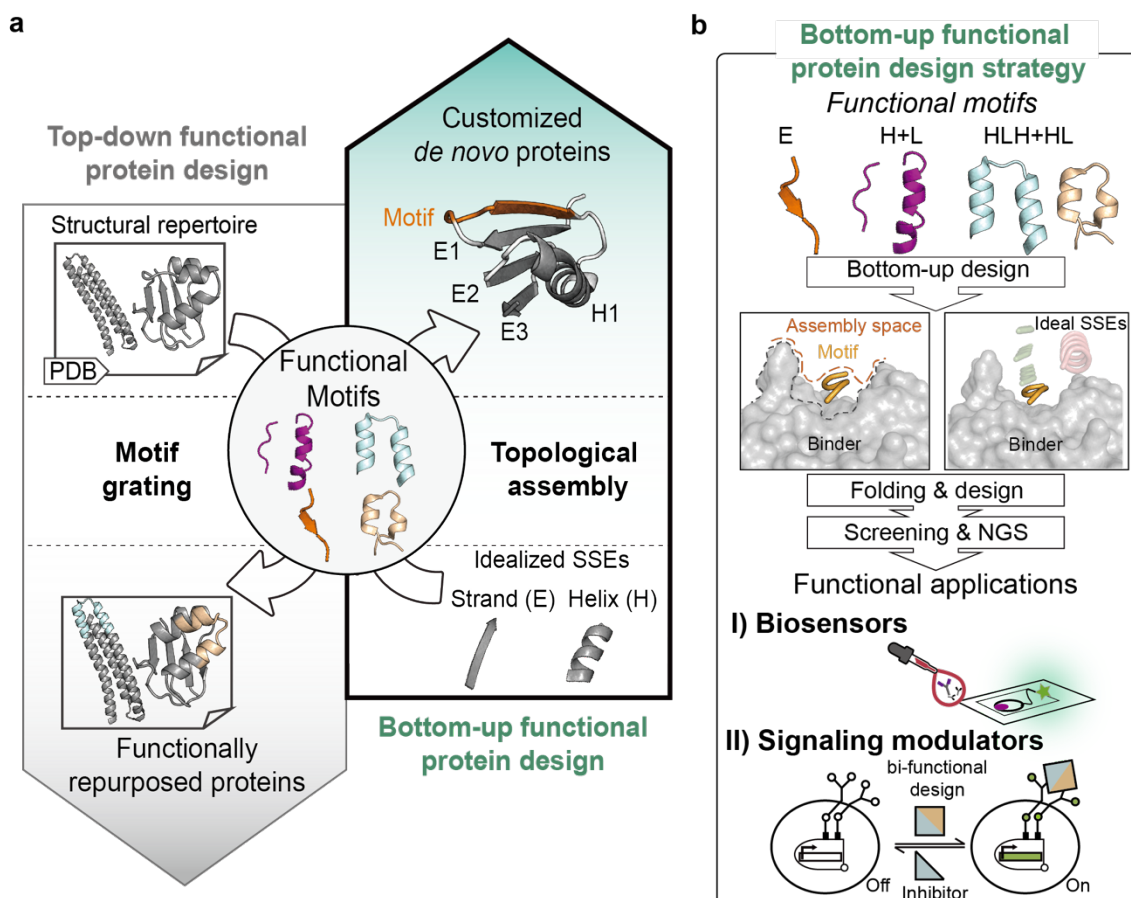 a
Top-down functional
protein design
Structural repertoire
PDB
Motif
grating
Functionally
repurposed proteins
Customized
de novo proteins
Motif
E1
E2
E3
H1
Functional
Motifs
Topological
assembly
Idealized SSEs
Strand (E) Helix (H)
Bottom-up functional
protein design
b
Bottom-up functional
protein design strategy
Functional motifs
E H+L HLH+HL
Bottom-up design
Assembly space
Motif
Binder
Ideal SSEs
Binder
Folding & design
Screening & NGS
Functional applications
I) Biosensors
II) Signaling modulators
bi-functional
design
Off
Inhibitor
On